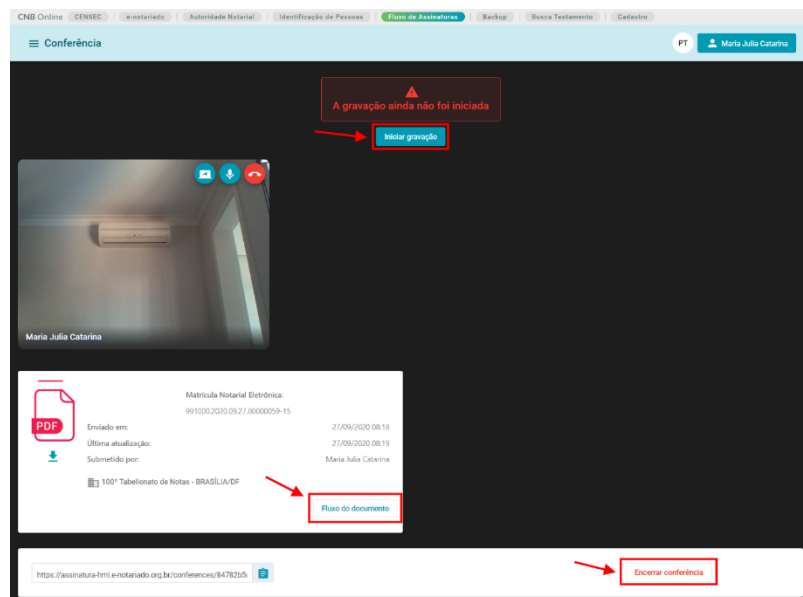 CNB Online CENSEC e-notariado Autoridade Notarial Identificação de Pessoas Fluxo de Assinaturas Backup Busca Testamento Cadastro
Conferência PT Maria Julia Catarina
A gravação ainda não foi iniciada
Iniciar gravação
Maria Julia Catarina
Matrícula Notarial Eletrônica:
991000.2020.09.27.00000059-15
PDF
Enviado em: 27/09/2020 08:18
Última atualização: 27/09/2020 08:19
Submetido por: Maria Julia Catarina
100º Tabelionato de Notas - BRASÍLIA/DF
Fluxo do documento
https://assinatura-hml.e-notariado.org.br/conferences/84782b5
Encerrar conferência